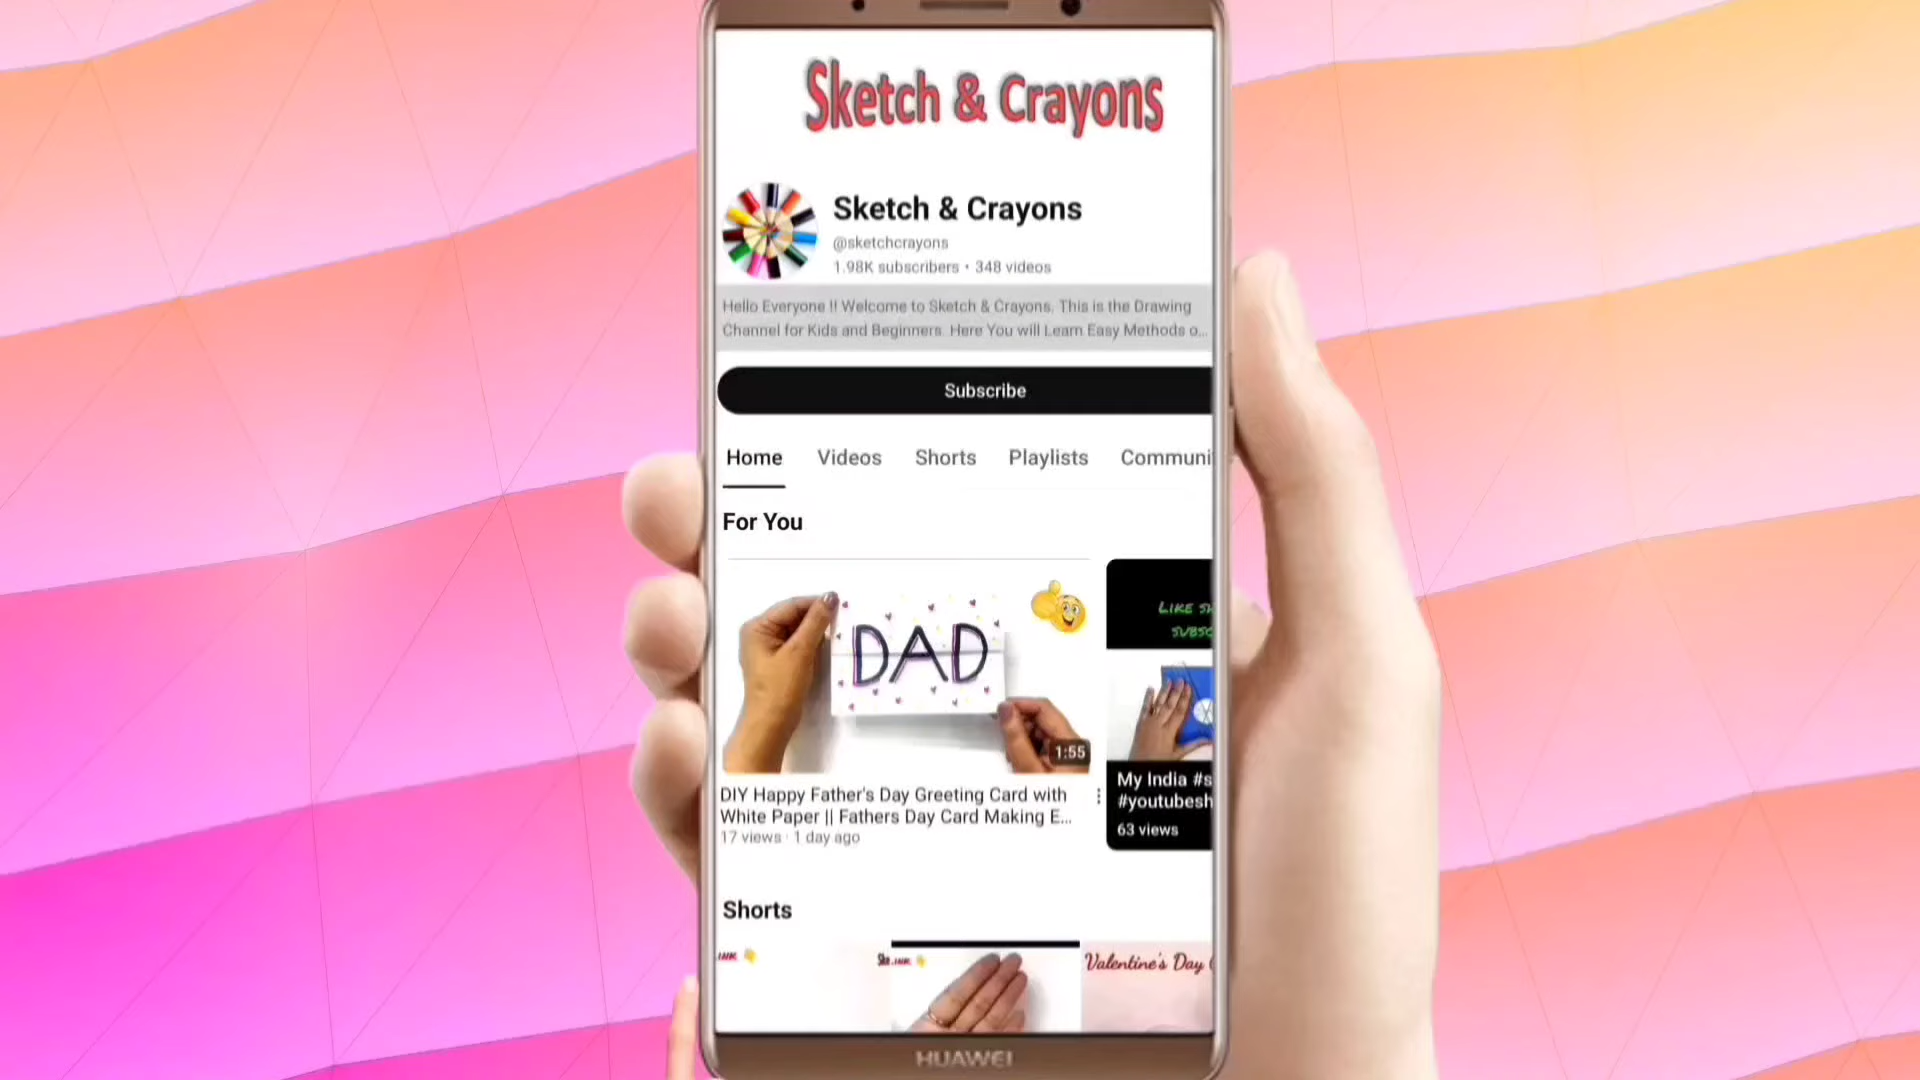 Sketch & Crayons
Sketch & Crayons
@sketchcrayons
1.98K subscribers • 348 videos
Hello Everyone !! Welcome to Sketch & Crayons. This is the Drawing
Channel for Kids and Beginners. Here You will Learn Easy Methods o...
Subscribe
Home Videos Shorts Playlists Communi
For You
DAD
1:55
LIKE
SUBSC
DIY Happy Father's Day Greeting Card with
White Paper || Fathers Day Card Making E...
17 views · 1 day ago
My India #s
#youtubesh
63 views
Shorts
Valentine's Day
HUAWEI